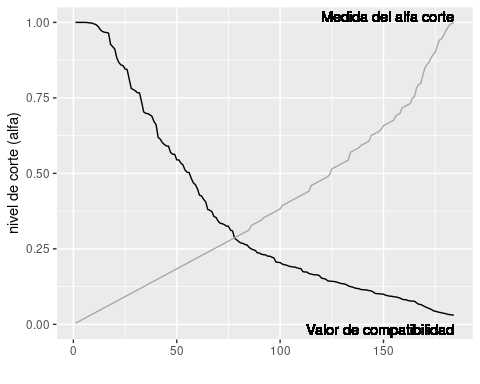 Medida del alfa corte
1.00
0.75
0.50
0.25
0.00
nivel de corte (alfa)
Valor de compatibilidad
0 50 100 150